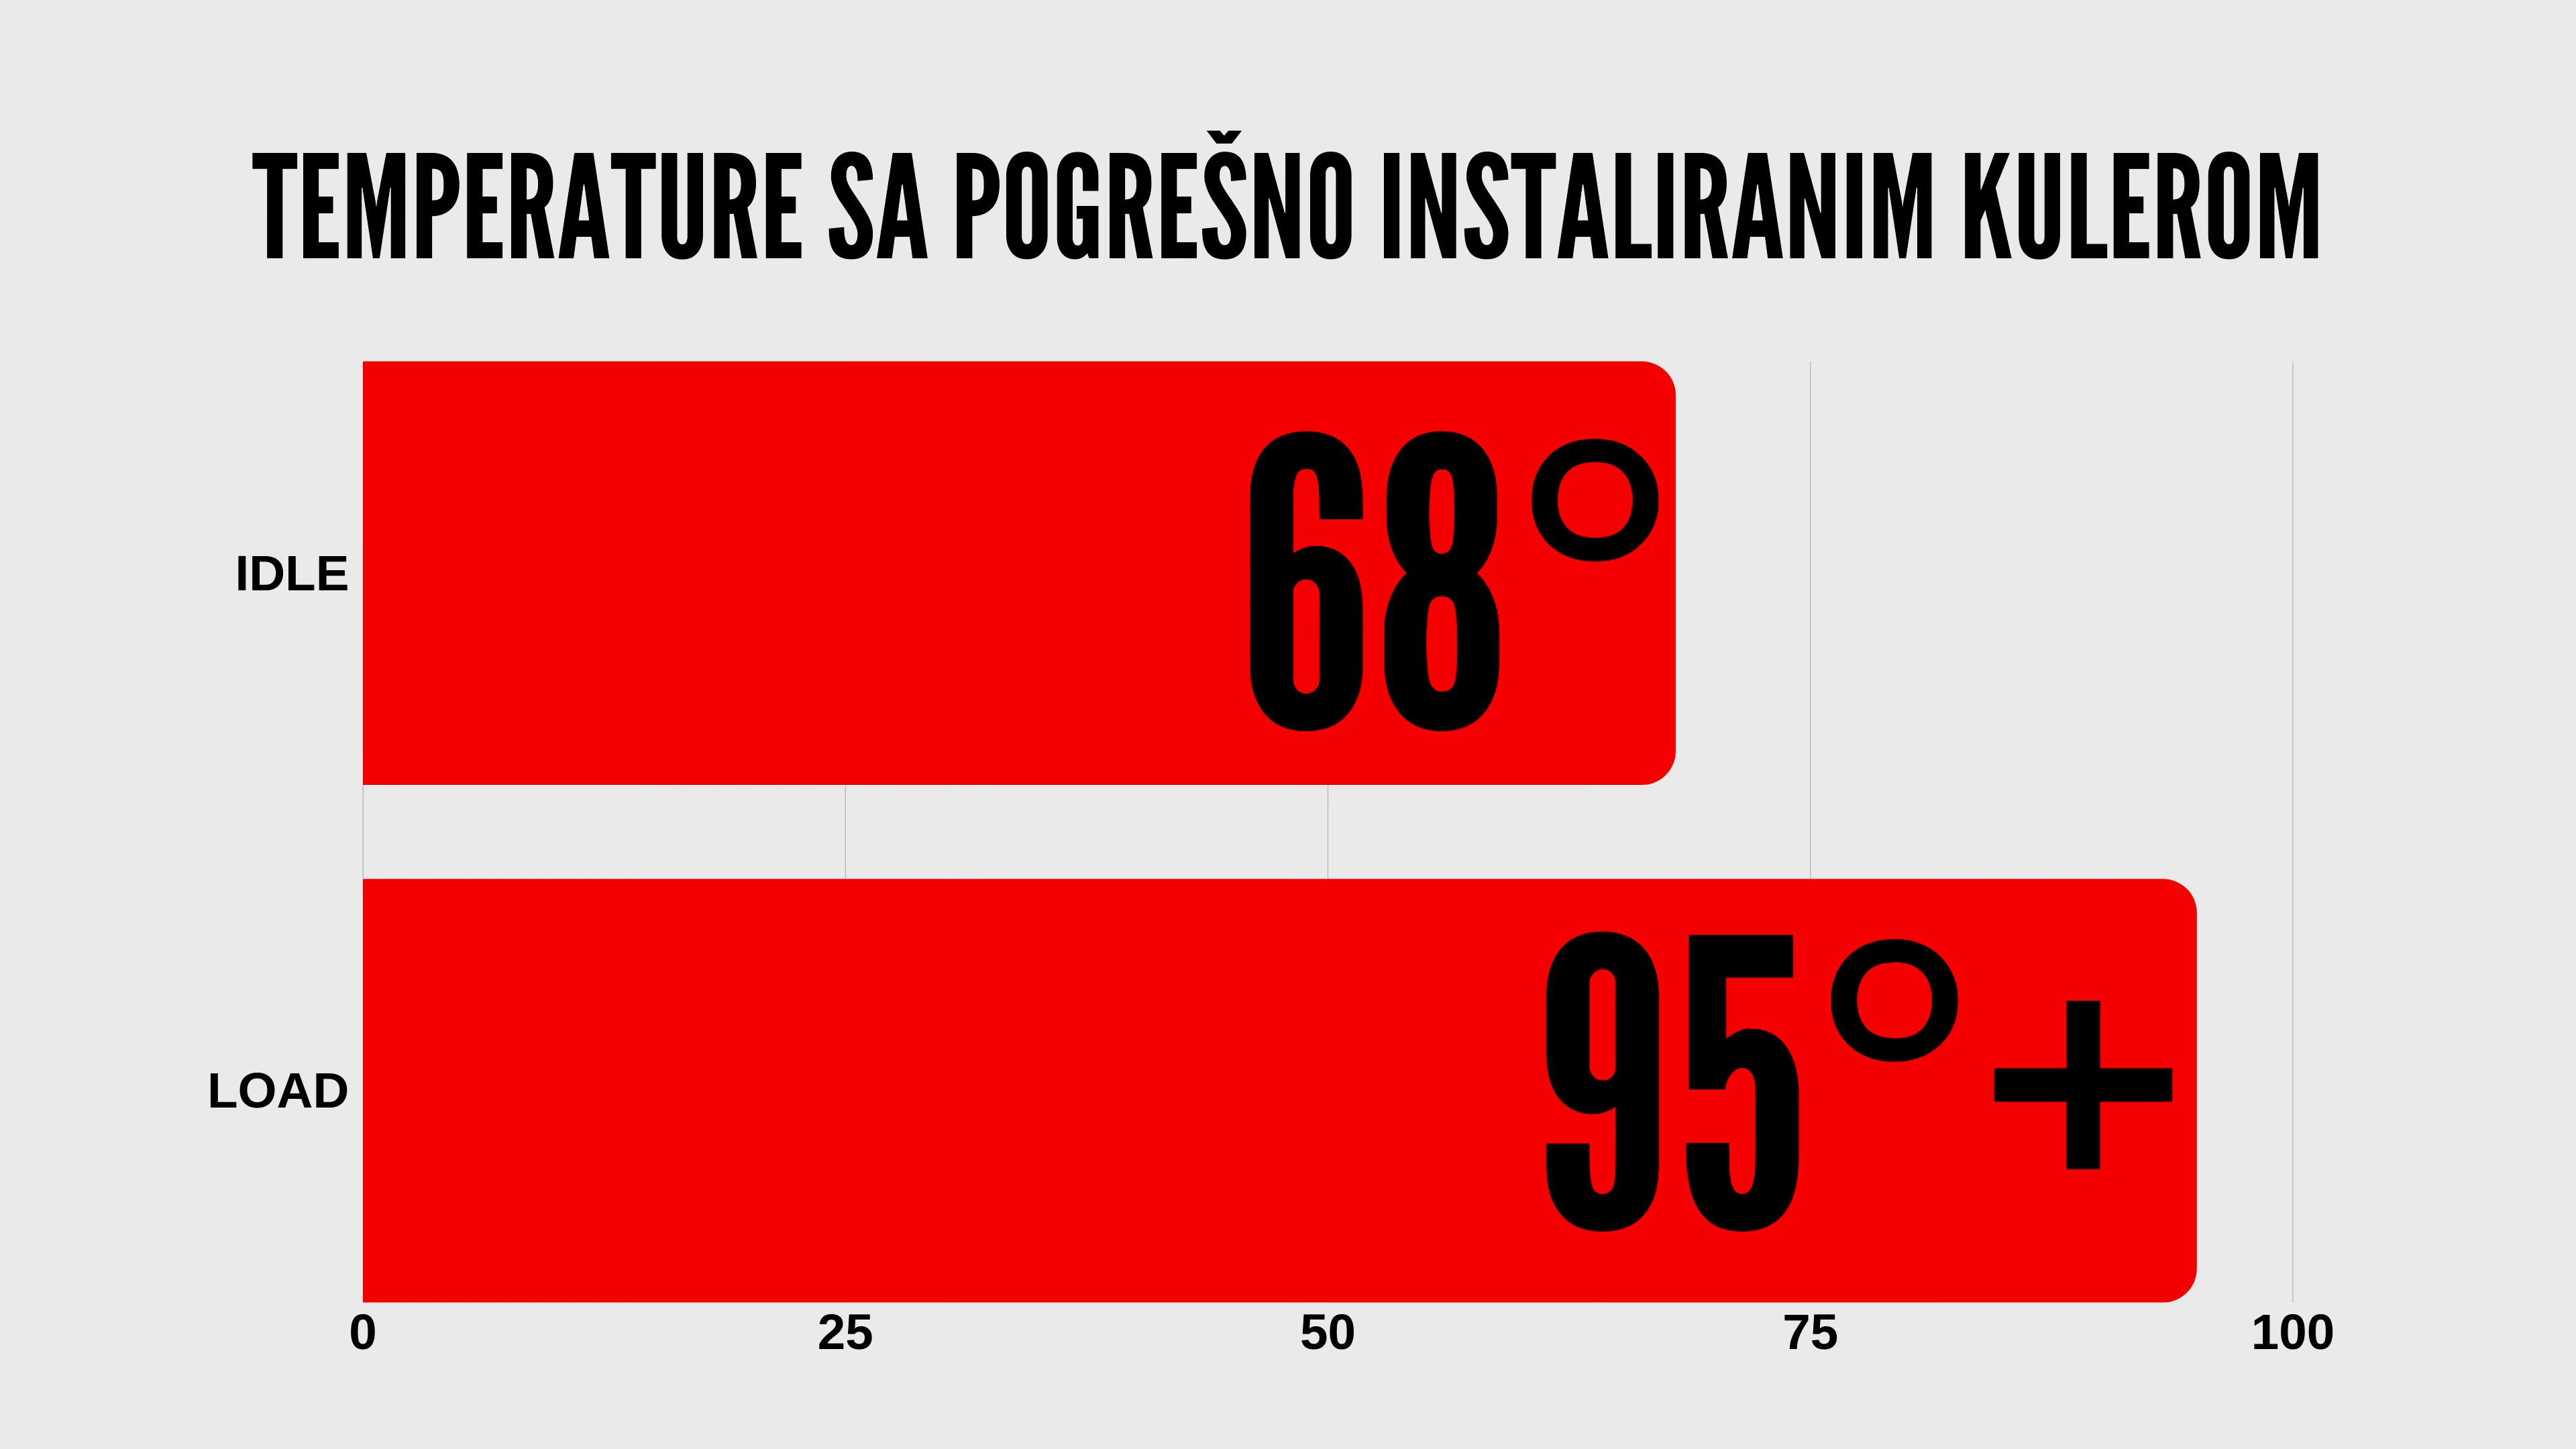 TEMPERATURE SA POGREŠNO INSTALIRANIM KULEROM
IDLE
68°
LOAD
95°+
0 25 50 75 100